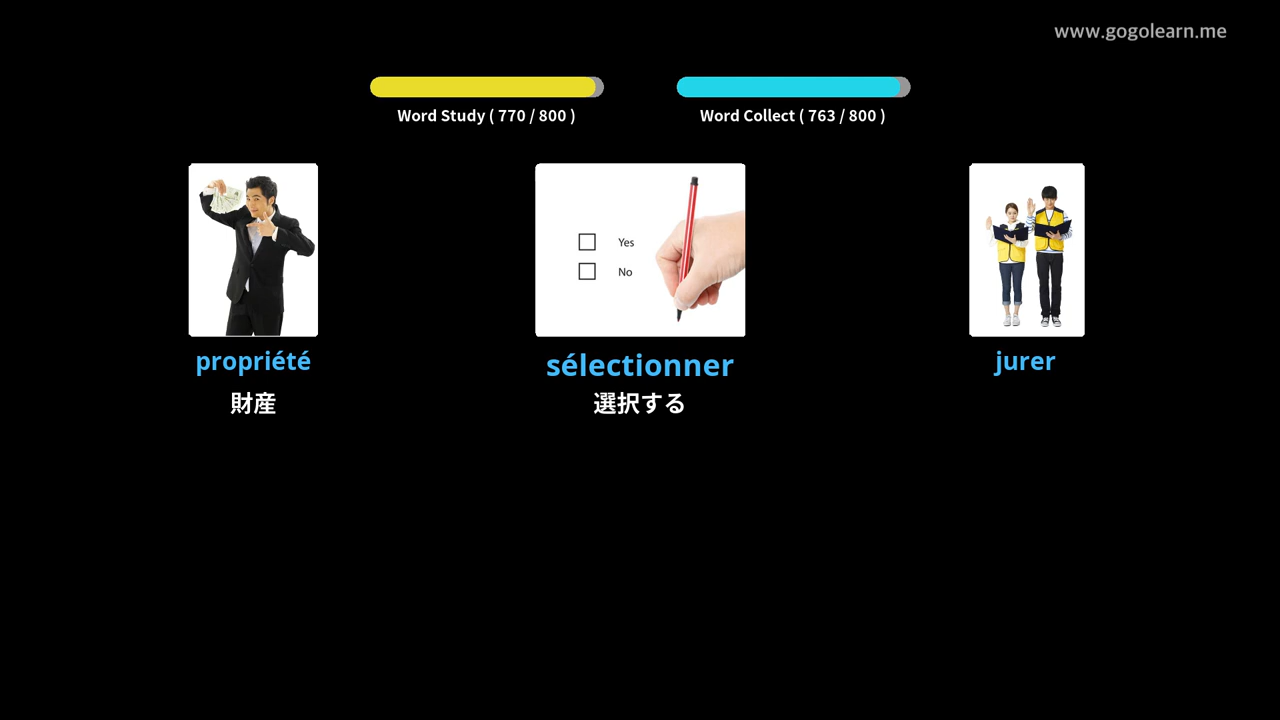 www.gogolearn.me
Word Study ( 770 / 800 )
Word Collect ( 763 / 800 )
Yes
No
propriété
sélectionner
jurer
財産
選択する